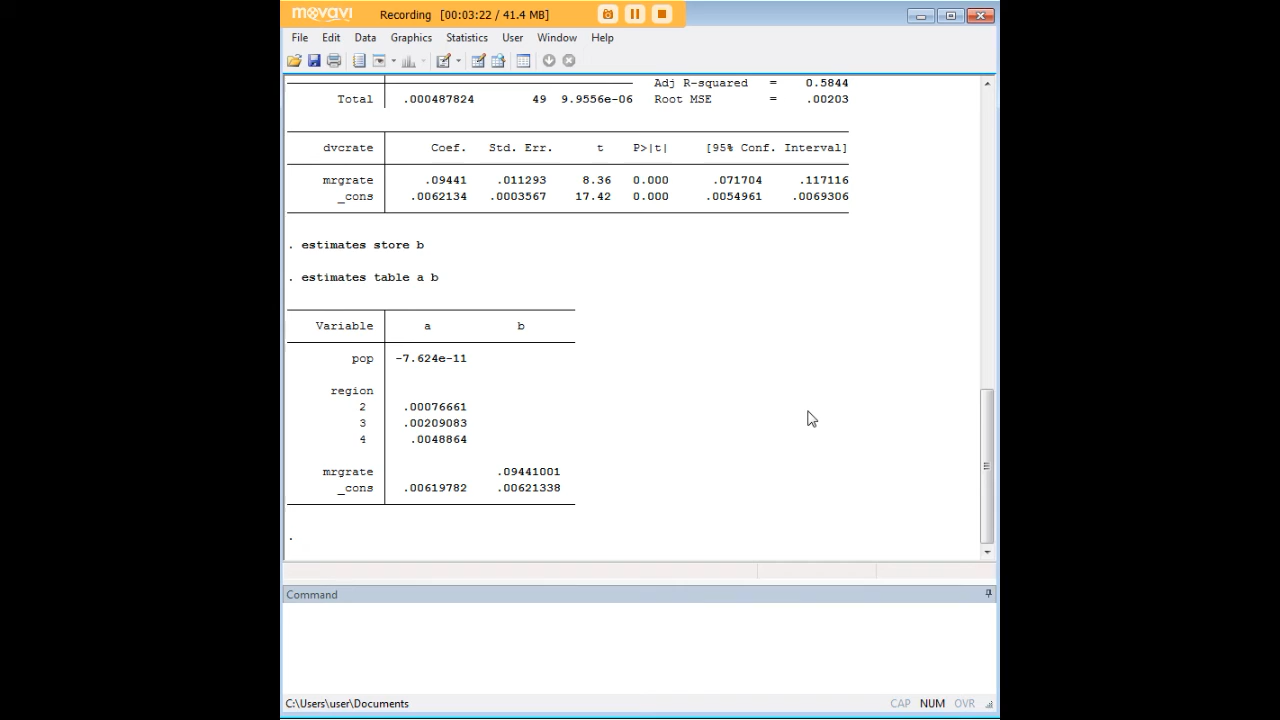 movavi Recording [00:03:22 / 41.4 MB]
File Edit Data Graphics Statistics User Window Help
Adj R-squared = 0.5844
Total .000487824 49 9.9556e-06 Root MSE = .00203
dvcrate Coef. Std. Err. t P>|t| [95% Conf. Interval]
mrgrate .09441 .011293 8.36 0.000 .071704 .117116
_cons .0062134 .0003567 17.42 0.000 .0054961 .0069306
. estimates store b
. estimates table a b
Variable a b
pop -7.624e-11
region
2 .00076661
3 .00209083
4 .0048864
mrgrate .09441001
_cons .00619782 .00621338
.
Command
C:\Users\user\Documents CAP NUM OVR